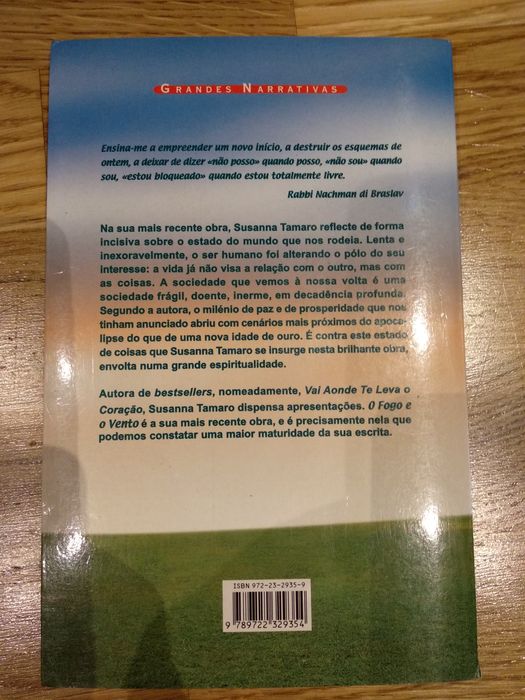 GRANDES NARRATIVAS
Ensina-me a empreender um novo início, a destruir os esquemas de
ontem, a deixar de dizer «não posso» quando posso, «não sou» quando
sou, «estou bloqueado» quando estou totalmente livre.
Rabbi Nachman di Braslav
Na sua mais recente obra, Susanna Tamaro reflecte de forma
incisiva sobre o estado do mundo que nos rodeia. Lenta e
inexoravelmente, o ser humano foi alterando o pólo do seu
interesse: a vida já não visa a relação com o outro, mas com
as coisas. A sociedade que vemos à nossa volta é uma
sociedade frágil, doente, inerme, em decadência profunda.
Segundo a autora, o milénio de paz e de prosperidade que nos
tinham anunciado abriu com cenários mais próximos do apoca-
lipse do que de uma nova idade de ouro. É contra este estado
de coisas que Susanna Tamaro se insurge nesta brilhante obra,
envolta numa grande espiritualidade.
Autora de bestsellers, nomeadamente, Vai Aonde Te Leva o
Coração, Susanna Tamaro dispensa apresentações. O Fogo e
o Vento é a sua mais recente obra, e é precisamente nela que
podemos constatar uma maior maturidade da sua escrita.
ISBN 972-23-2935-9
9 789722 329354